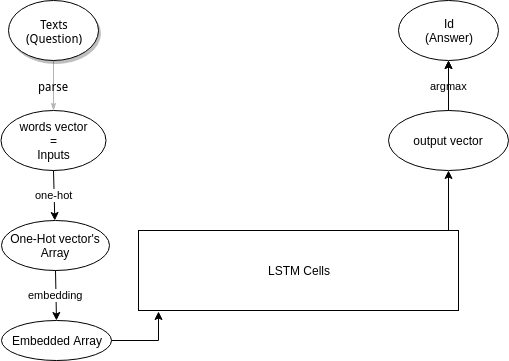 Texts
(Question)
parse
words vector
=
Inputs
one-hot
One-Hot vector's
Array
embedding
Embedded Array
LSTM Cells
output vector
argmax
Id
(Answer)